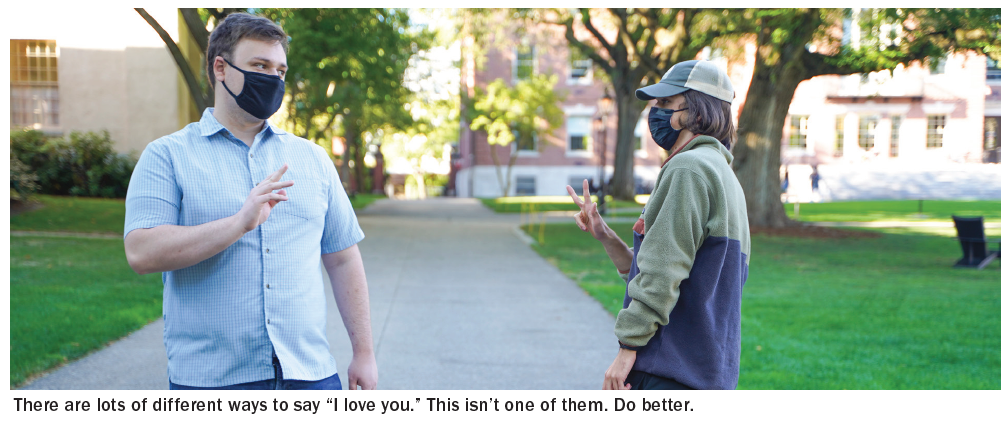 There are lots of different ways to say “I love you.” This isn’t one of them. Do better.